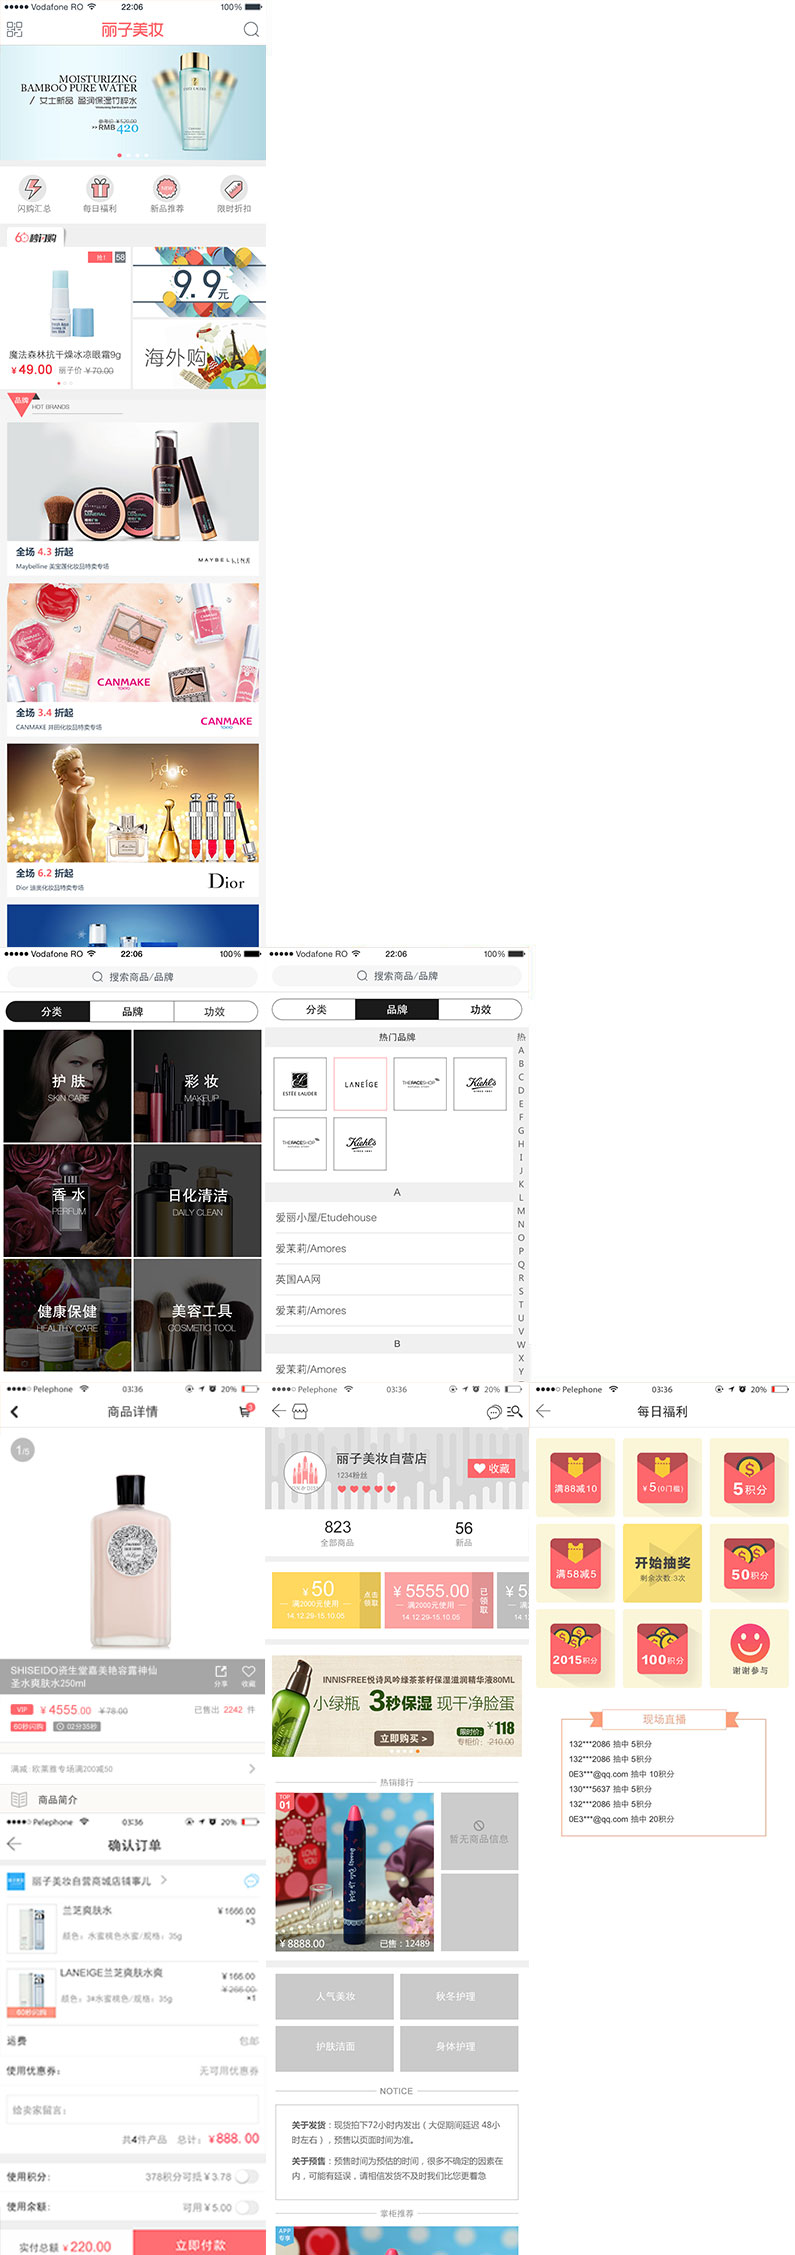 Vodafone RO 22:06 100%
丽子美妆
MOISTURIZING
BAMBOO PURE WATER
/ 女士新品 盈润保湿竹粹水
RMB 420
闪购汇总 每日福利 新品推荐 限时折扣
60秒闪购
抢! 58
9.9元
海外购
魔法森林抗干燥冰凉眼霜9g
¥49.00 丽子价 ¥70.00
品牌 HOT BRANDS
全场 4.3 折起
Maybelline 美宝莲化妆品特卖专场
MAYBELLINE
CANMAKE
TOKYO
全场 3.4 折起
CANMAKE 井田化妆品特卖专场
CANMAKE
TOKYO
j'adore
Dior
全场 6.2 折起
Dior 迪奥化妆品特卖专场
Dior
Vodafone RO 22:06 100%
搜索商品/品牌
分类 品牌 功效
护肤
SKIN CARE
彩妆
MAKEUP
香水
PERFUM
日化清洁
DAILY CLEAN
健康保健
HEALTHY CARE
美容工具
COSMETIC TOOL
Vodafone RO 22:06 100%
搜索商品/品牌
分类 品牌 功效
热门品牌
ESTĒE LAUDER
LANEIGE
THEFACESHOP
Kiehl's
SINCE 1851
THEFACESHOP
Kiehl's
SINCE 1851
A
爱丽小屋/Etudehouse
爱茉莉/Amores
英国AA网
爱茉莉/Amores
B
爱茉莉/Amores
热
A
B
C
D
E
F
G
H
I
J
K
L
M
N
O
P
Q
R
S
T
U
V
W
X
Y
Pelephone 03:36 20%
商品详情
3
1/5
SHISEIDO资生堂嘉美艳容露神仙
圣水爽肤水250ml
分享 收藏
VIP ¥ 4555.00 ¥78.00 已售出 2242 件
60秒闪购 02分35秒
满减: 欧莱雅专场满200减50
商品简介
Pelephone 03:36 20%
确认订单
丽子美妆自营商城店铺事儿
兰芝爽肤水 ¥1666.00
×3
颜色:水蜜桃色水蜜/规格:35g
LANEIGE兰芝爽肤水爽 ¥166.00
¥266.00
颜色:3#水蜜桃色/规格:35g ×1
60秒闪购
运费 包邮
使用优惠券: 无可用优惠券
给卖家留言:
共4件产品 总计: ¥888.00
使用积分: 378积分可抵¥3.78
使用余额: 可用¥5.00
实付总额 ¥220.00 立即付款
Pelephone 03:36 20%
丽子美妆自营店
1234粉丝
收藏
823
全部商品
56
新品
¥50
满2000元使用
14.12.29-15.10.05
点击领取
¥ 5555.00
满2000元使用
14.12.29-15.10.05
已领取
¥5
INNISFREE悦诗风吟绿茶茶籽保湿滋润精华液80ML
小绿瓶 3秒保湿 现干净脸蛋
立即购买 >
限时价: ¥118
专柜价: 210.00
热销排行
TOP
01
¥8888.00 已售:12489
暂无商品信息
人气美妆 秋冬护理
护肤洁面 身体护理
NOTICE
关于发货:现货拍下72小时内发出(大促期间延迟 48小
时左右),预售以页面时间为准。
关于预售:预售时间为预估的时间,很多不确定的因素在
内,可能有延误,请相信发货不及时我们比您更着急
掌柜推荐
APP
专享
Pelephone 03:36 20%
每日福利
满88减10
¥5(0门槛)
5积分
满58减5
开始抽奖
剩余次数:3次
50积分
2015积分
100积分
谢谢参与
现场直播
132***2086 抽中 5积分
132***2086 抽中 5积分
0E3***@qq.com 抽中 10积分
130***5637 抽中 5积分
132***2086 抽中 5积分
0E3***@qq.com 抽中 20积分